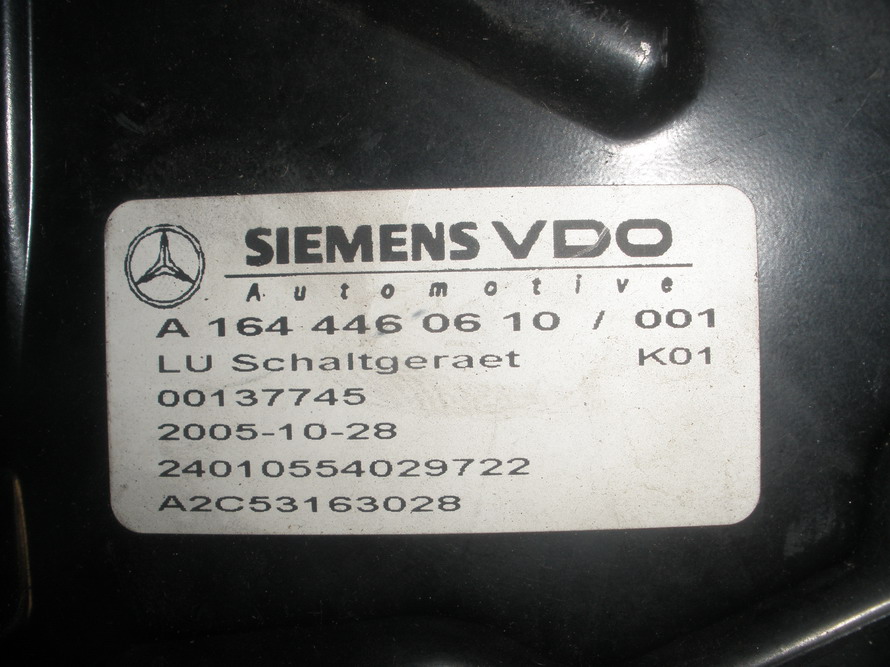 SIEMENS VDO
Automotive
A 164 446 06 10 / 001
LU Schaltgeraet K01
00137745
2005-10-28
24010554029722
A2C53163028